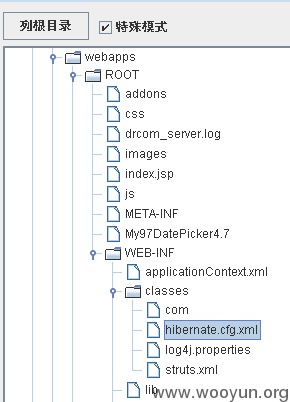 列根目录 特殊模式
webapps
ROOT
addons
css
drcom_server.log
images
index.jsp
js
META-INF
My97DatePicker4.7
WEB-INF
applicationContext.xml
classes
com
hibernate.cfg.xml
log4j.properties
struts.xml
lib
www.wooyun.org